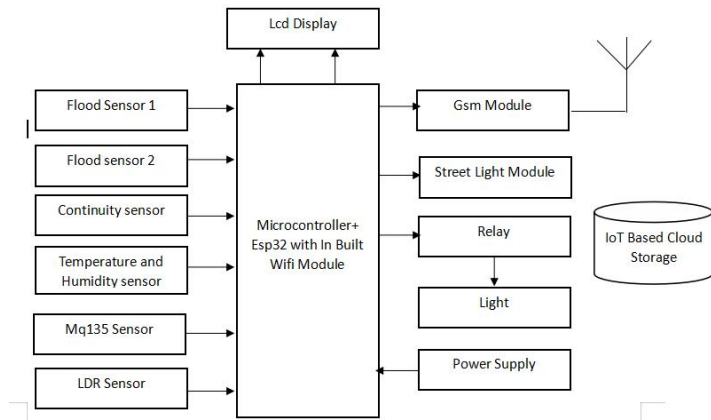 Lcd Display
Flood Sensor 1
Flood sensor 2
Continuity sensor
Temperature and
Humidity sensor
Mq135 Sensor
LDR Sensor
Microcontroller+
Esp32 with In Built
Wifi Module
Gsm Module
Street Light Module
Relay
Light
Power Supply
IoT Based Cloud
Storage